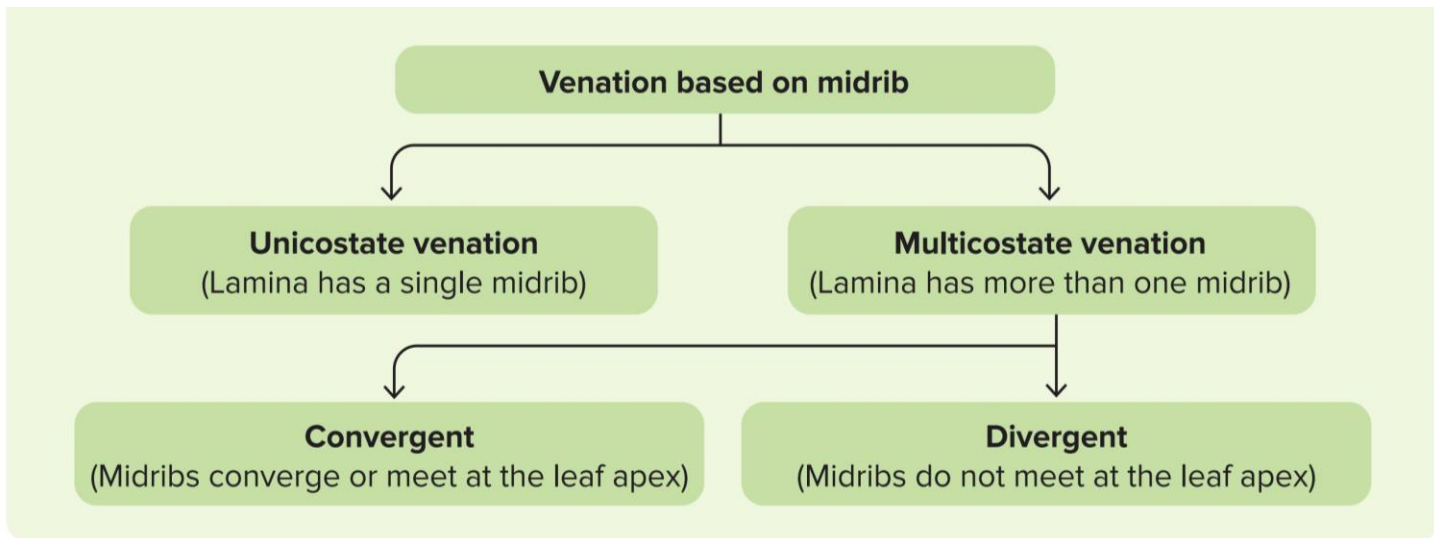 Venation based on midrib
Unicostate venation
(Lamina has a single midrib)
Multicostate venation
(Lamina has more than one midrib)
Convergent
(Midribs converge or meet at the leaf apex)
Divergent
(Midribs do not meet at the leaf apex)